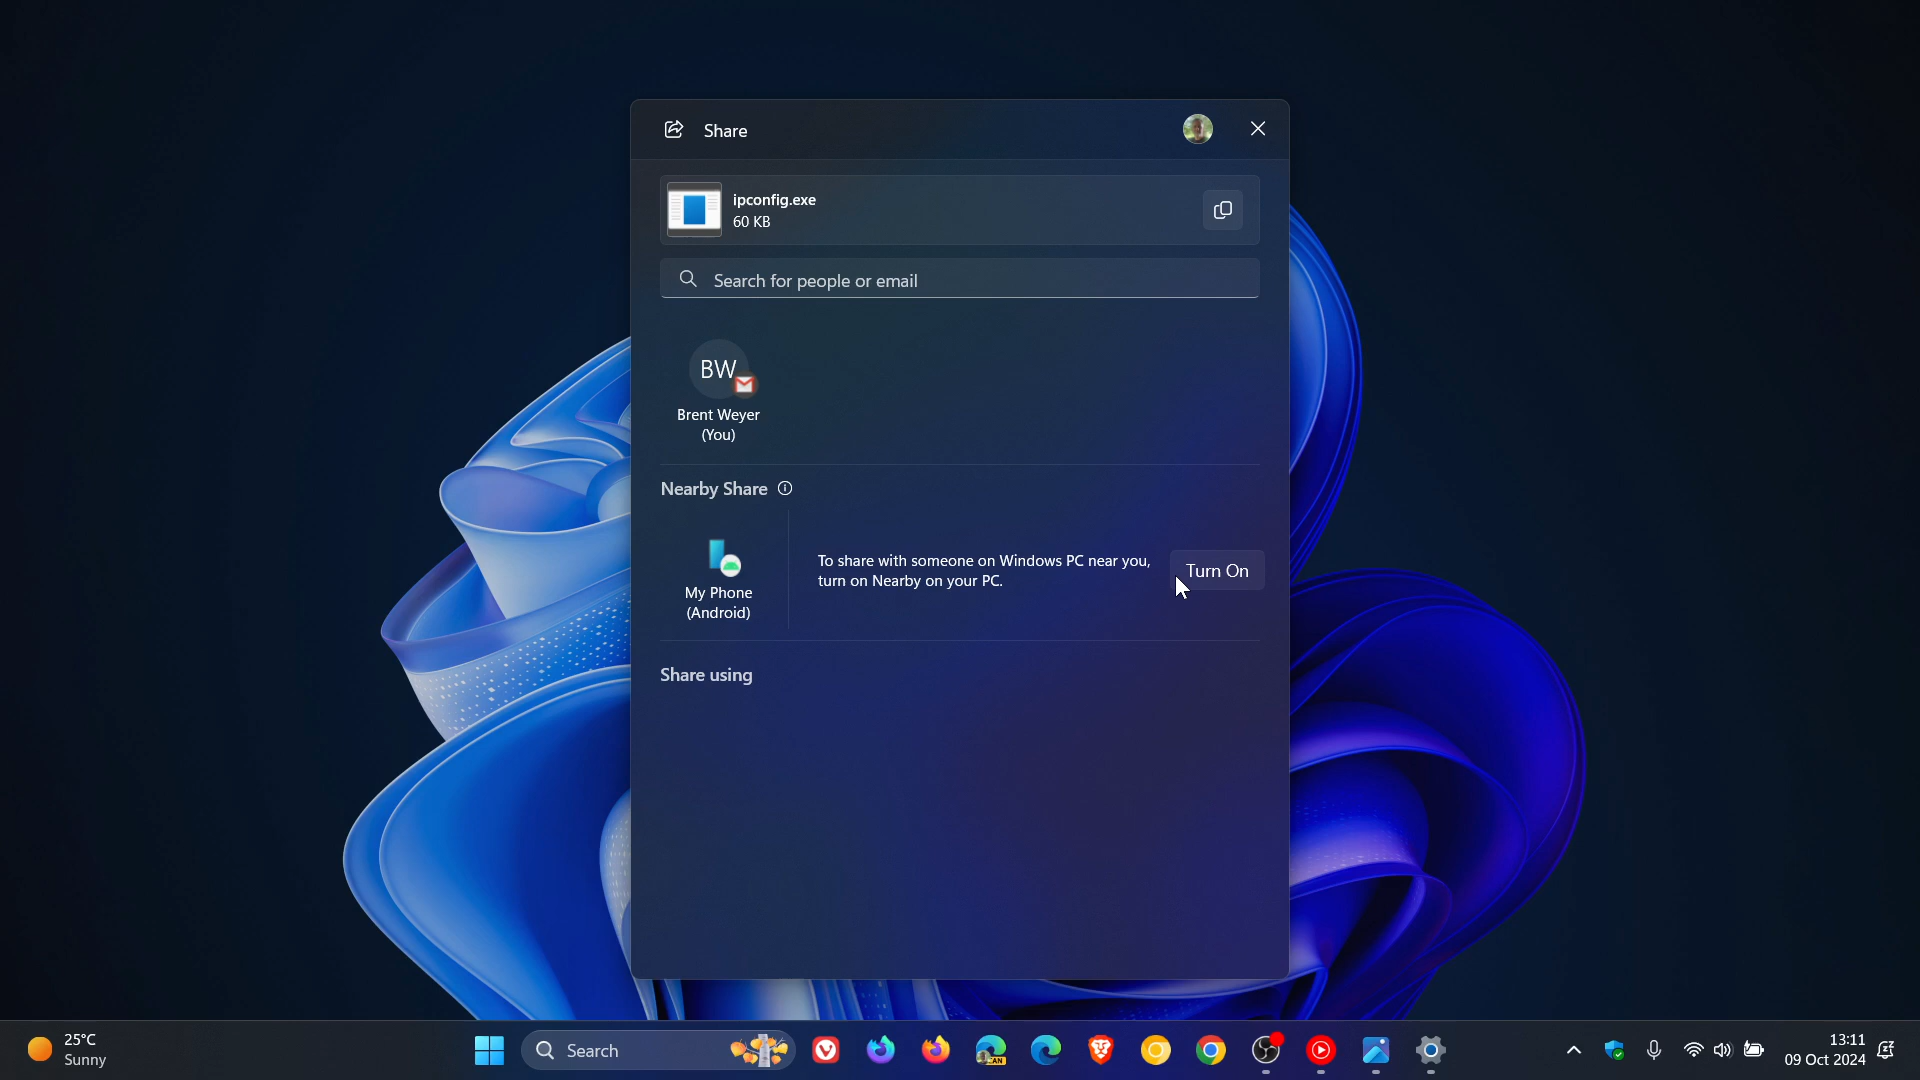 Share
ipconfig.exe
60 KB
Search for people or email
BW
Brent Weyer
(You)
Nearby Share
My Phone
(Android)
To share with someone on Windows PC near you,
turn on Nearby on your PC.
Turn On
Share using
25°C
Sunny
Search
CAN
13:11
09 Oct 2024